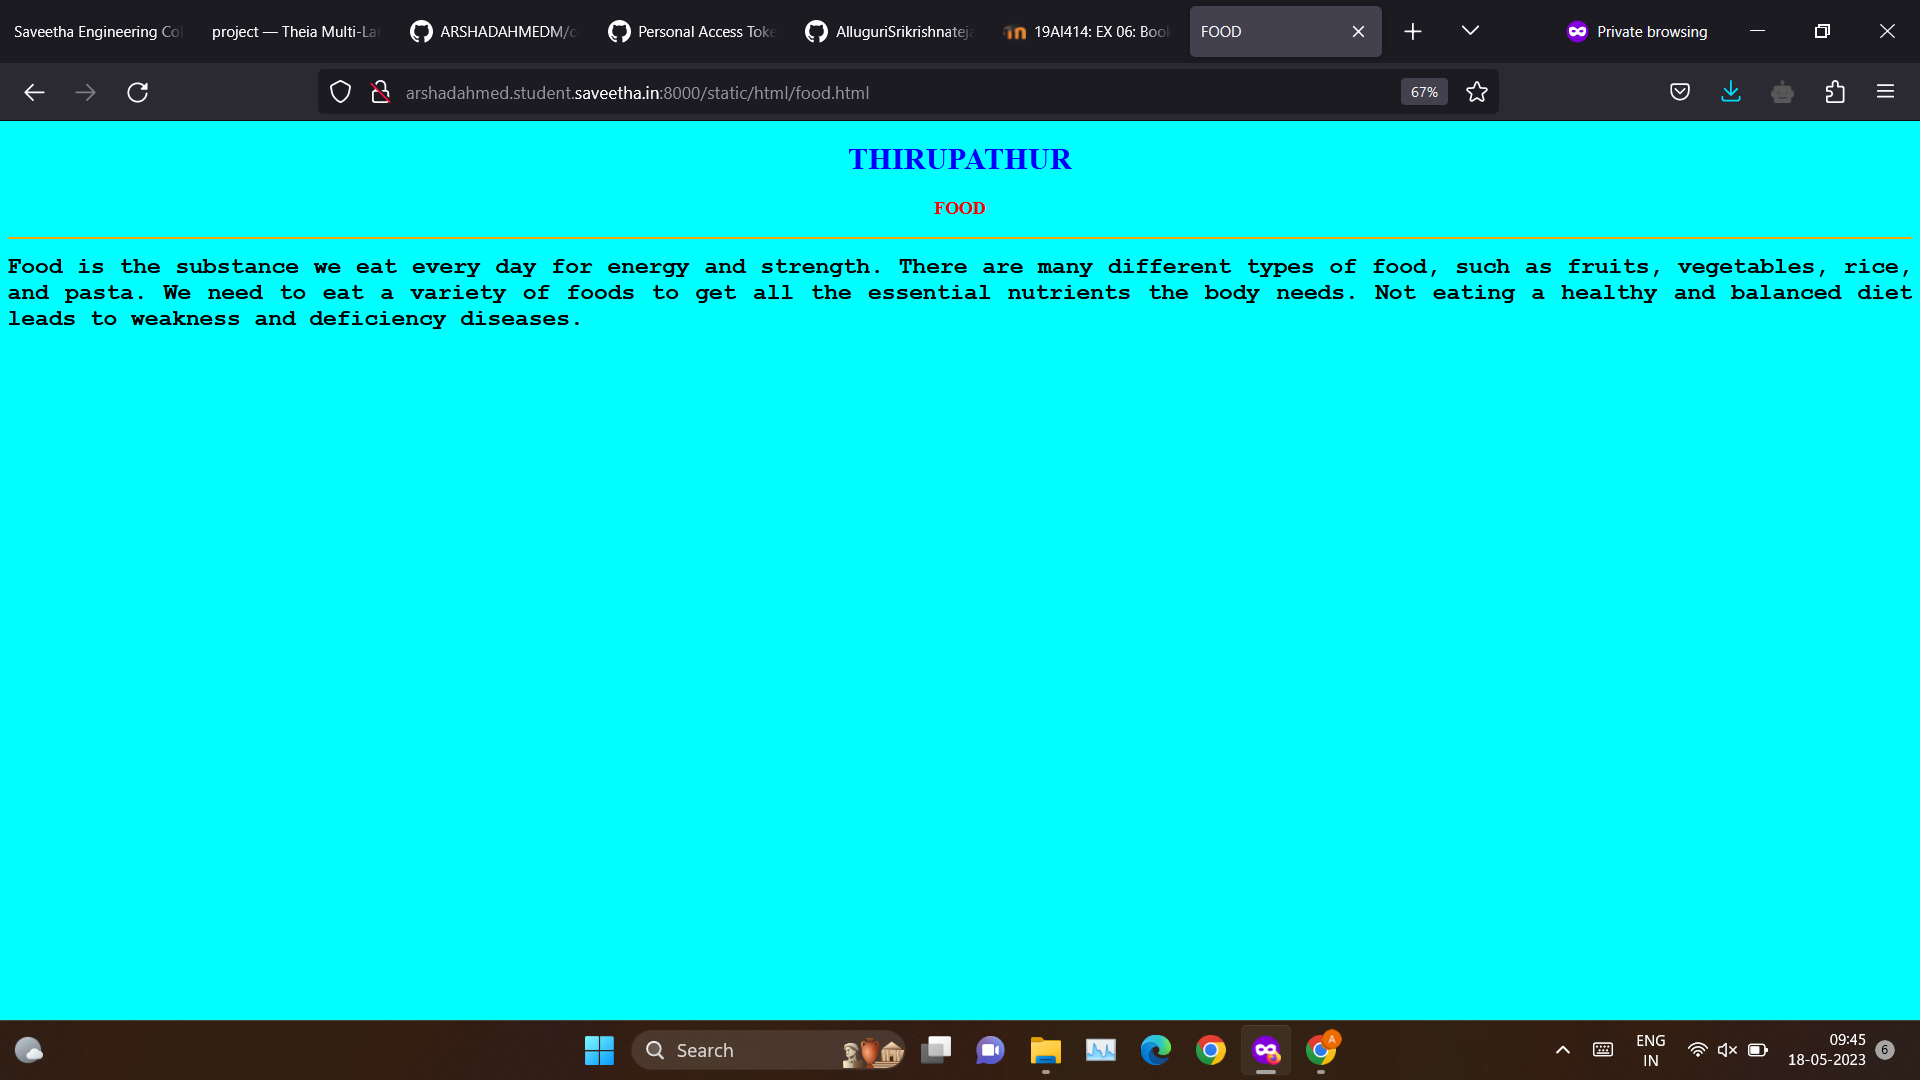 Saveetha Engineering Co
project — Theia Multi-La
ARSHADAHMEDM/
Personal Access Toke
AlluguriSrikrishnateja
19AI414: EX 06: Book
FOOD
Private browsing
arshadahmed.student.saveetha.in:8000/static/html/food.html
67%
THIRUPATHUR
FOOD
Food is the substance we eat every day for energy and strength. There are many different types of food, such as fruits, vegetables, rice,
and pasta. We need to eat a variety of foods to get all the essential nutrients the body needs. Not eating a healthy and balanced diet
leads to weakness and deficiency diseases.
Search
A
ENG
IN
09:45
18-05-2023
6